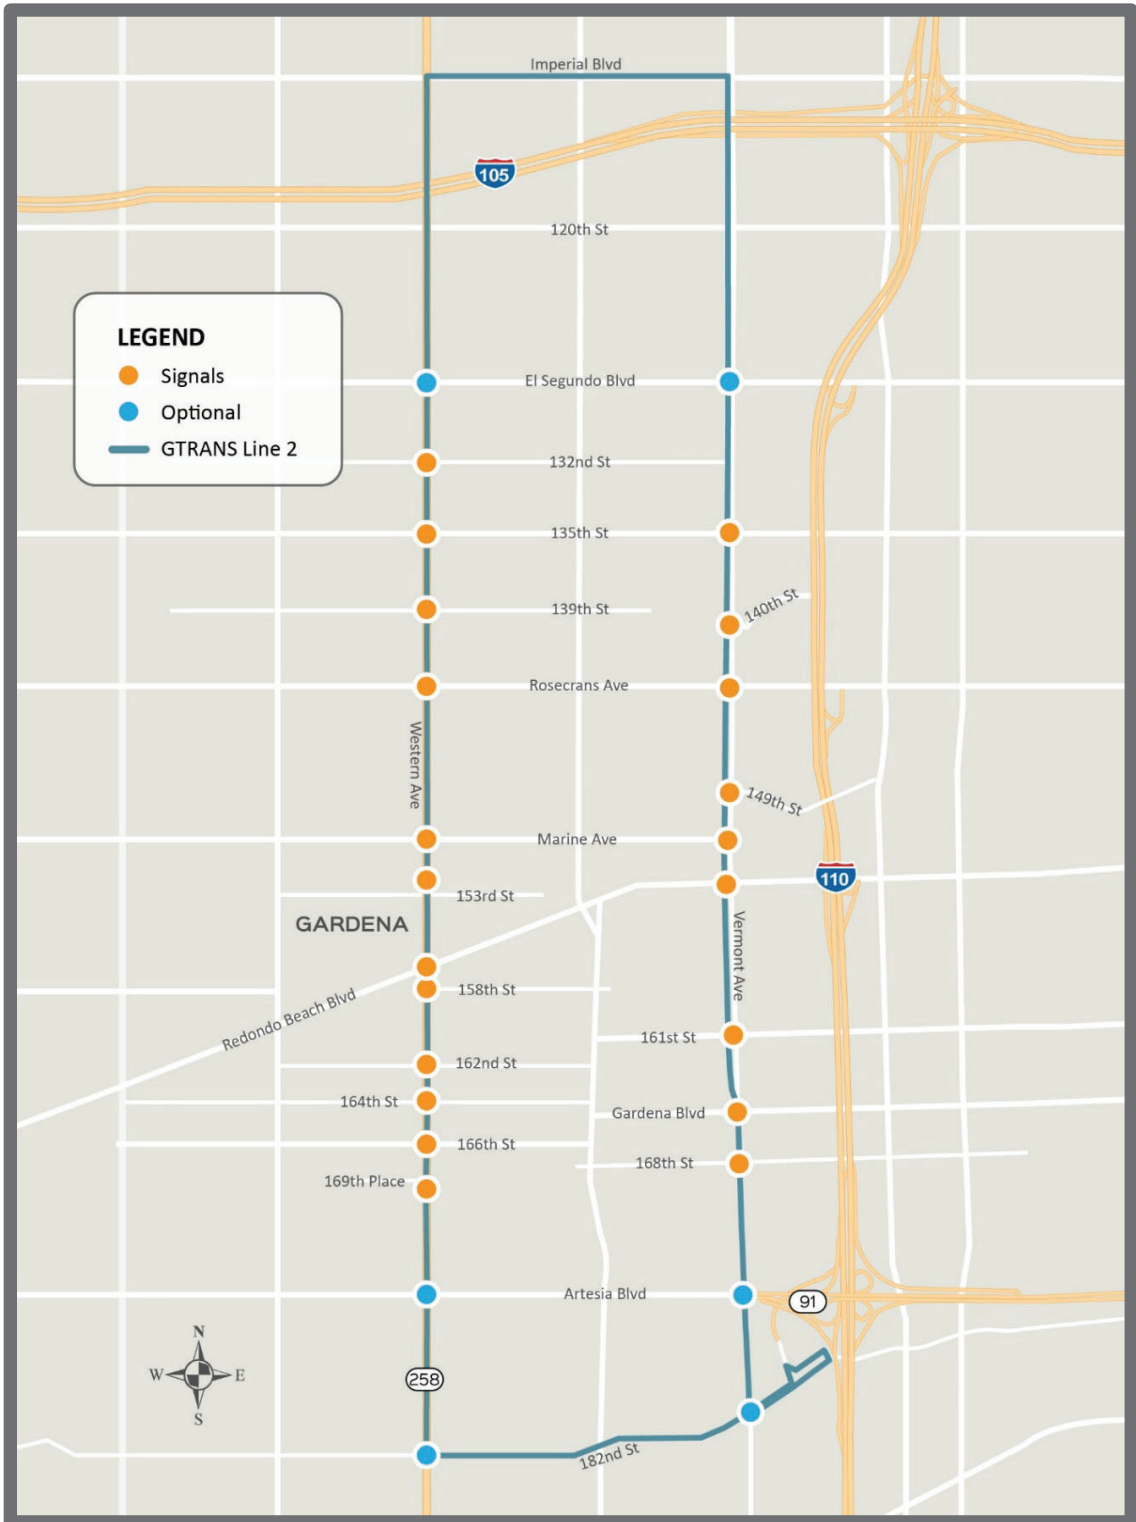 Imperial Blvd
105
120th St
LEGEND
Signals
Optional
GTRANS Line 2
El Segundo Blvd
132nd St
135th St
139th St
140th St
Rosecrans Ave
Western Ave
149th St
Marine Ave
110
153rd St
GARDENA
Vermont Ave
158th St
Redondo Beach Blvd
161st St
162nd St
164th St
Gardena Blvd
166th St
168th St
169th Place
Artesia Blvd
91
N
W E
S
258
182nd St